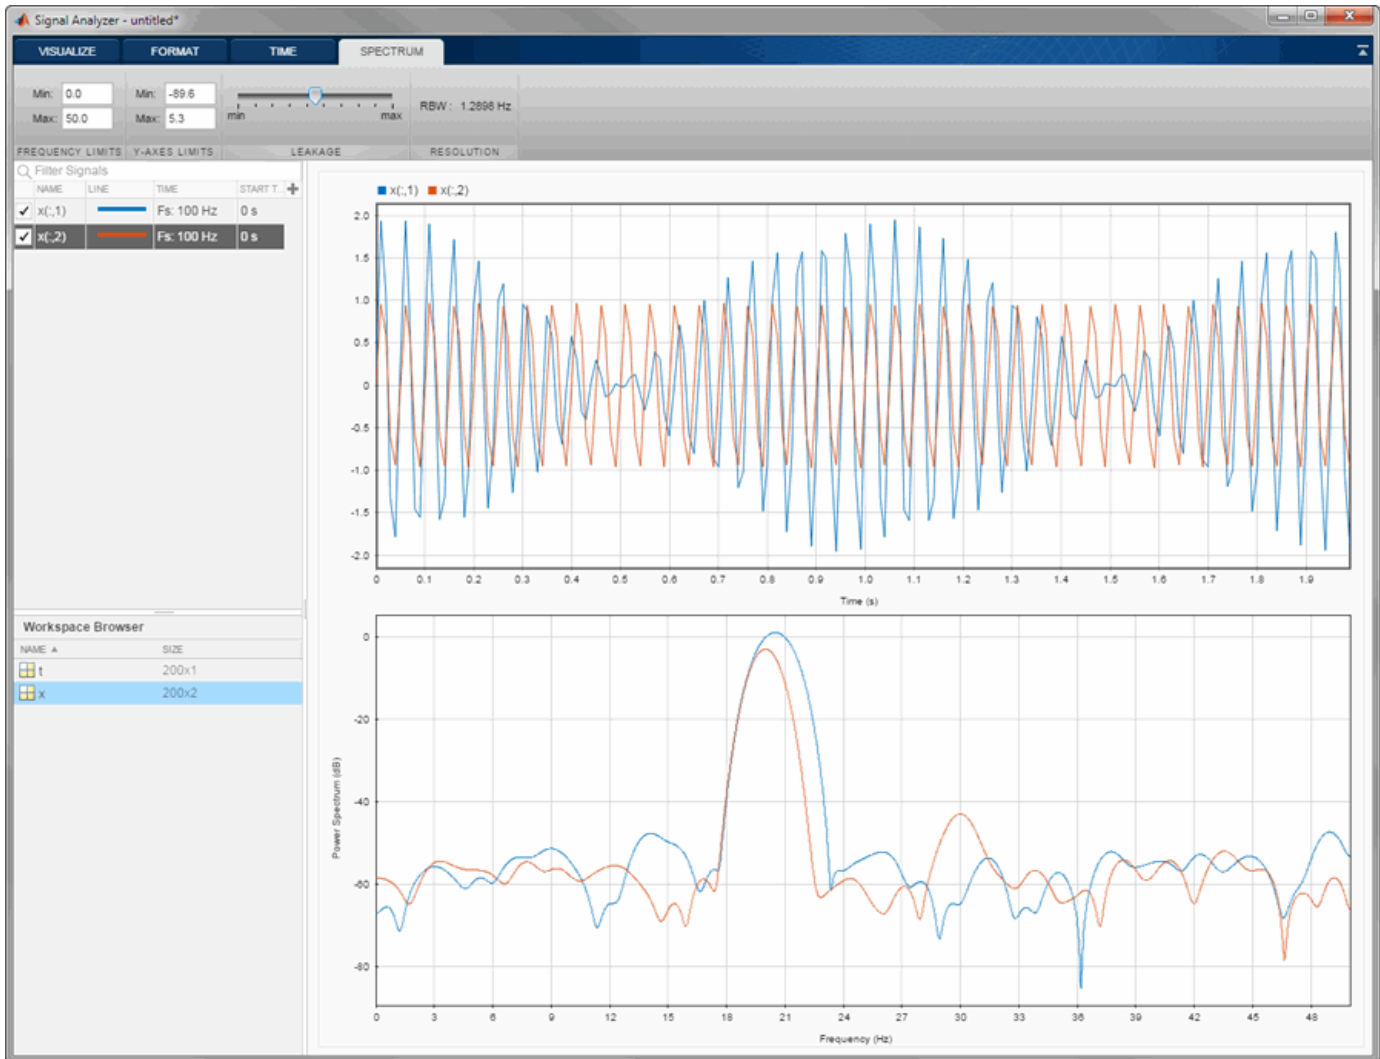 Signal Analyzer - untitled*
VISUALIZE FORMAT TIME SPECTRUM
Min: 0.0 Min: -89.6
Max: 50.0 Max: 5.3
min max
RBW : 1.2898 Hz
FREQUENCY LIMITS Y-AXES LIMITS LEAKAGE RESOLUTION
Filter Signals
NAME LINE TIME START T...
x(:,1) Fs: 100 Hz 0 s
x(:,2) Fs: 100 Hz 0 s
x(:,1) x(:,2)
2.0
1.5
1.0
0.5
0
-0.5
-1.0
-1.5
-2.0
0 0.1 0.2 0.3 0.4 0.5 0.6 0.7 0.8 0.9 1.0 1.1 1.2 1.3 1.4 1.5 1.6 1.7 1.8 1.9
Time (s)
Workspace Browser
NAME ▲ SIZE
t 200x1
x 200x2
0
-20
-40
-60
-80
Power Spectrum (dB)
0 3 6 9 12 15 18 21 24 27 30 33 36 39 42 45 48
Frequency (Hz)